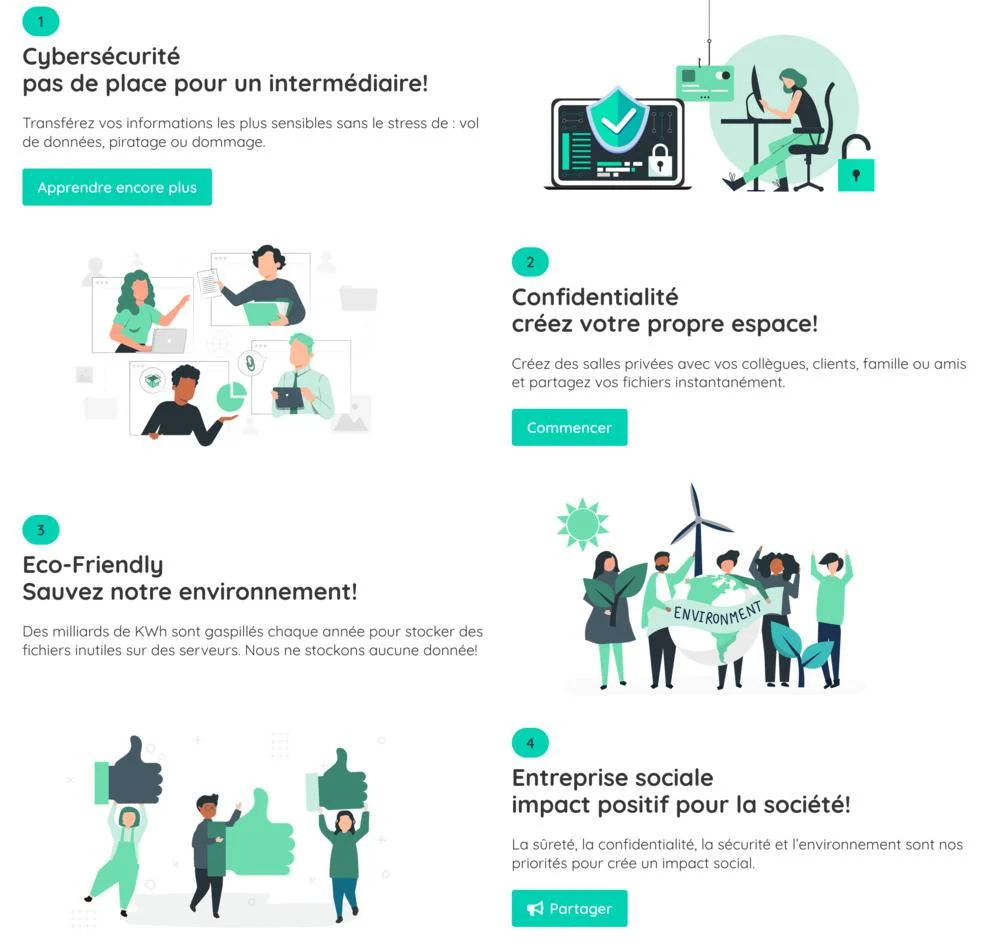 1
Cybersécurité
pas de place pour un intermédiaire!
Transférez vos informations les plus sensibles sans le stress de : vol
de données, piratage ou dommage.
Apprendre encore plus
2
Confidentialité
créez votre propre espace!
Créez des salles privées avec vos collègues, clients, famille ou amis
et partagez vos fichiers instantanément.
Commencer
3
Eco-Friendly
Sauvez notre environnement!
Des milliards de KWh sont gaspillés chaque année pour stocker des
fichiers inutiles sur des serveurs. Nous ne stockons aucune donnée!
ENVIRONMENT
4
Entreprise sociale
impact positif pour la société!
La sûreté, la confidentialité, la sécurité et l'environnement sont nos
priorités pour crée un impact social.
Partager